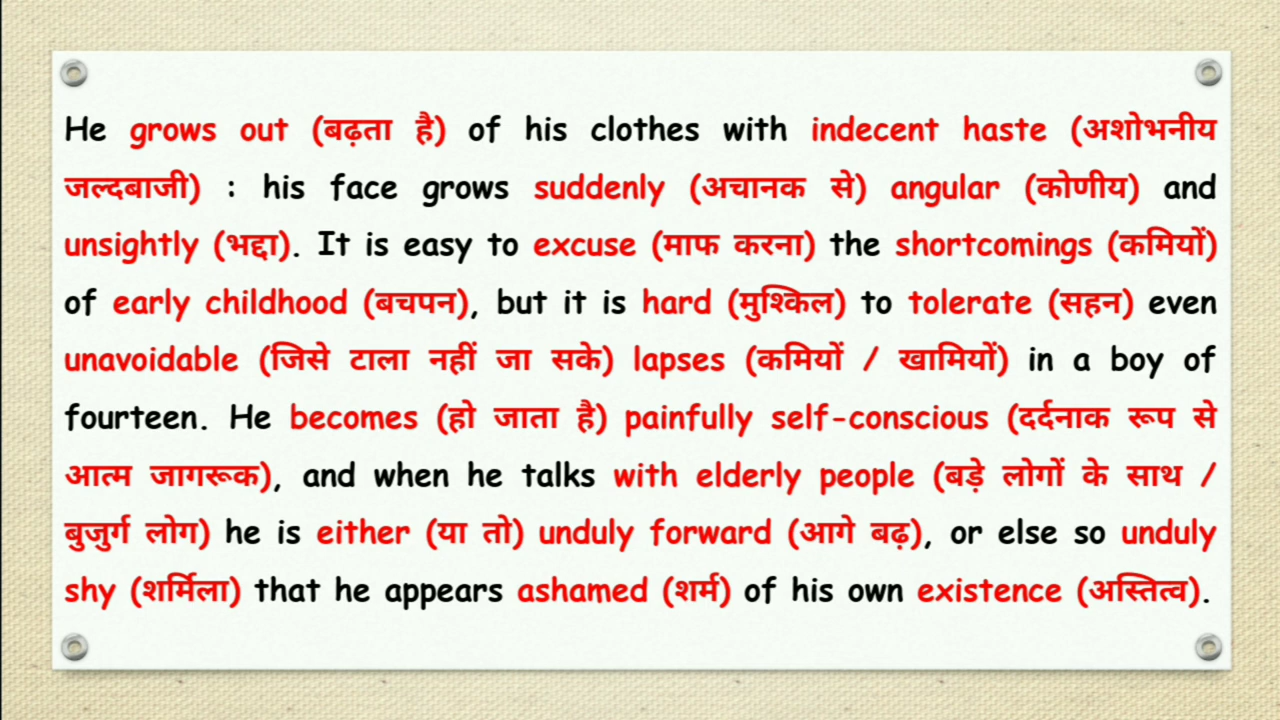 He grows out (बढ़ता है) of his clothes with indecent haste (अशोभनीय
जल्दबाजी) : his face grows suddenly (अचानक से) angular (कोणीय) and
unsightly (भद्दा). It is easy to excuse (माफ करना) the shortcomings (कमियों)
of early childhood (बचपन), but it is hard (मुश्किल) to tolerate (सहन) even
unavoidable (जिसे टाला नहीं जा सके) lapses (कमियों / खामियों) in a boy of
fourteen. He becomes (हो जाता है) painfully self-conscious (दर्दनाक रूप से
आत्म जागरूक), and when he talks with elderly people (बड़े लोगों के साथ /
बुजुर्ग लोग) he is either (या तो) unduly forward (आगे बढ़), or else so unduly
shy (शर्मिला) that he appears ashamed (शर्म) of his own existence (अस्तित्व).